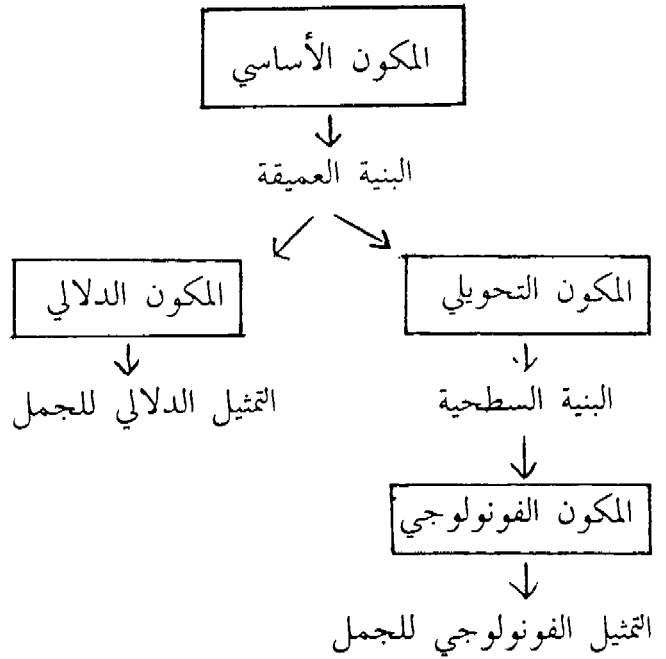 المكون الأساسي
البنية العميقة
المكون التحويلي
المكون الدلالي
البنية السطحية
التمثيل الدلالي للجمل
المكون الفونولوجي
التمثيل الفونولوجي للجمل